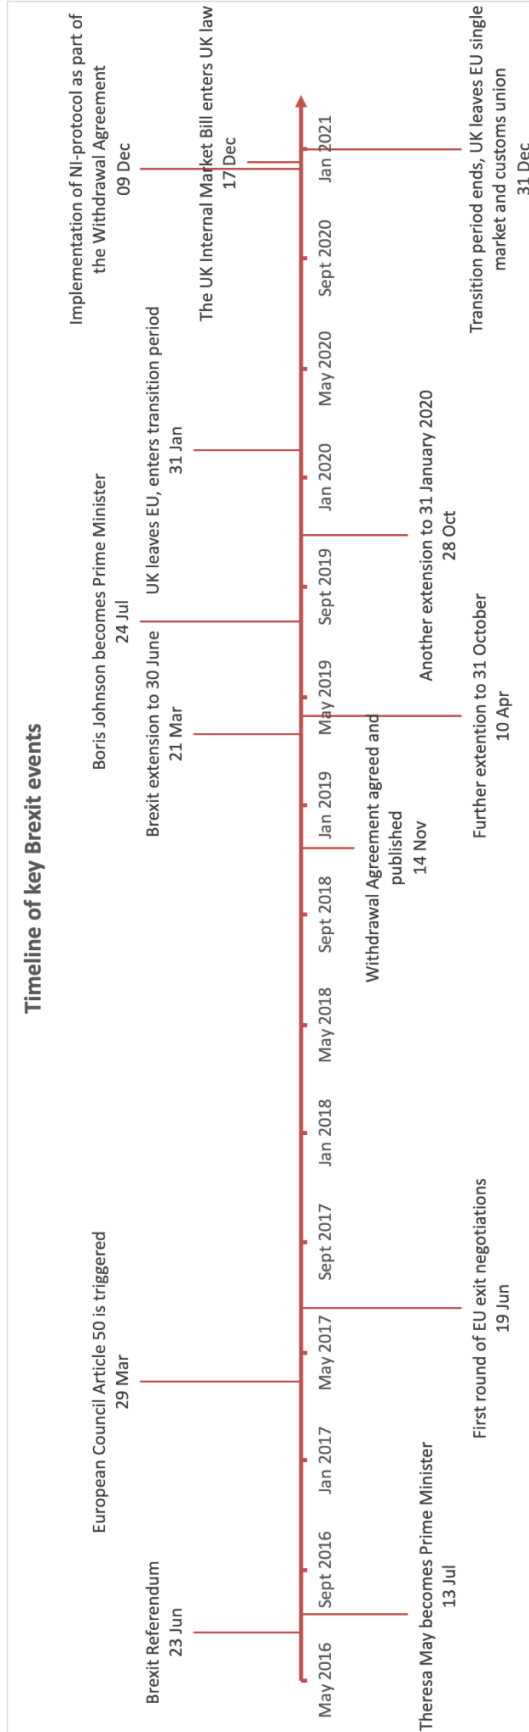 Timeline of key Brexit events
Brexit Referendum
23 Jun
European Council Article 50 is triggered
29 Mar
Boris Johnson becomes Prime Minister
24 Jul
Brexit extension to 30 June
21 Mar
UK leaves EU, enters transition period
31 Jan
Implementation of NI-protocol as part of
the Withdrawal Agreement
09 Dec
The UK Internal Market Bill enters UK law
17 Dec
May 2016
Sept 2016
Jan 2017
May 2017
Sept 2017
Jan 2018
May 2018
Sept 2018
Jan 2019
May 2019
Sept 2019
Jan 2020
May 2020
Sept 2020
Jan 2021
Theresa May becomes Prime Minister
13 Jul
First round of EU exit negotiations
19 Jun
Withdrawal Agreement agreed and
published
14 Nov
Further extention to 31 October
10 Apr
Another extension to 31 January 2020
28 Oct
Transition period ends, UK leaves EU single
market and customs union
31 Dec